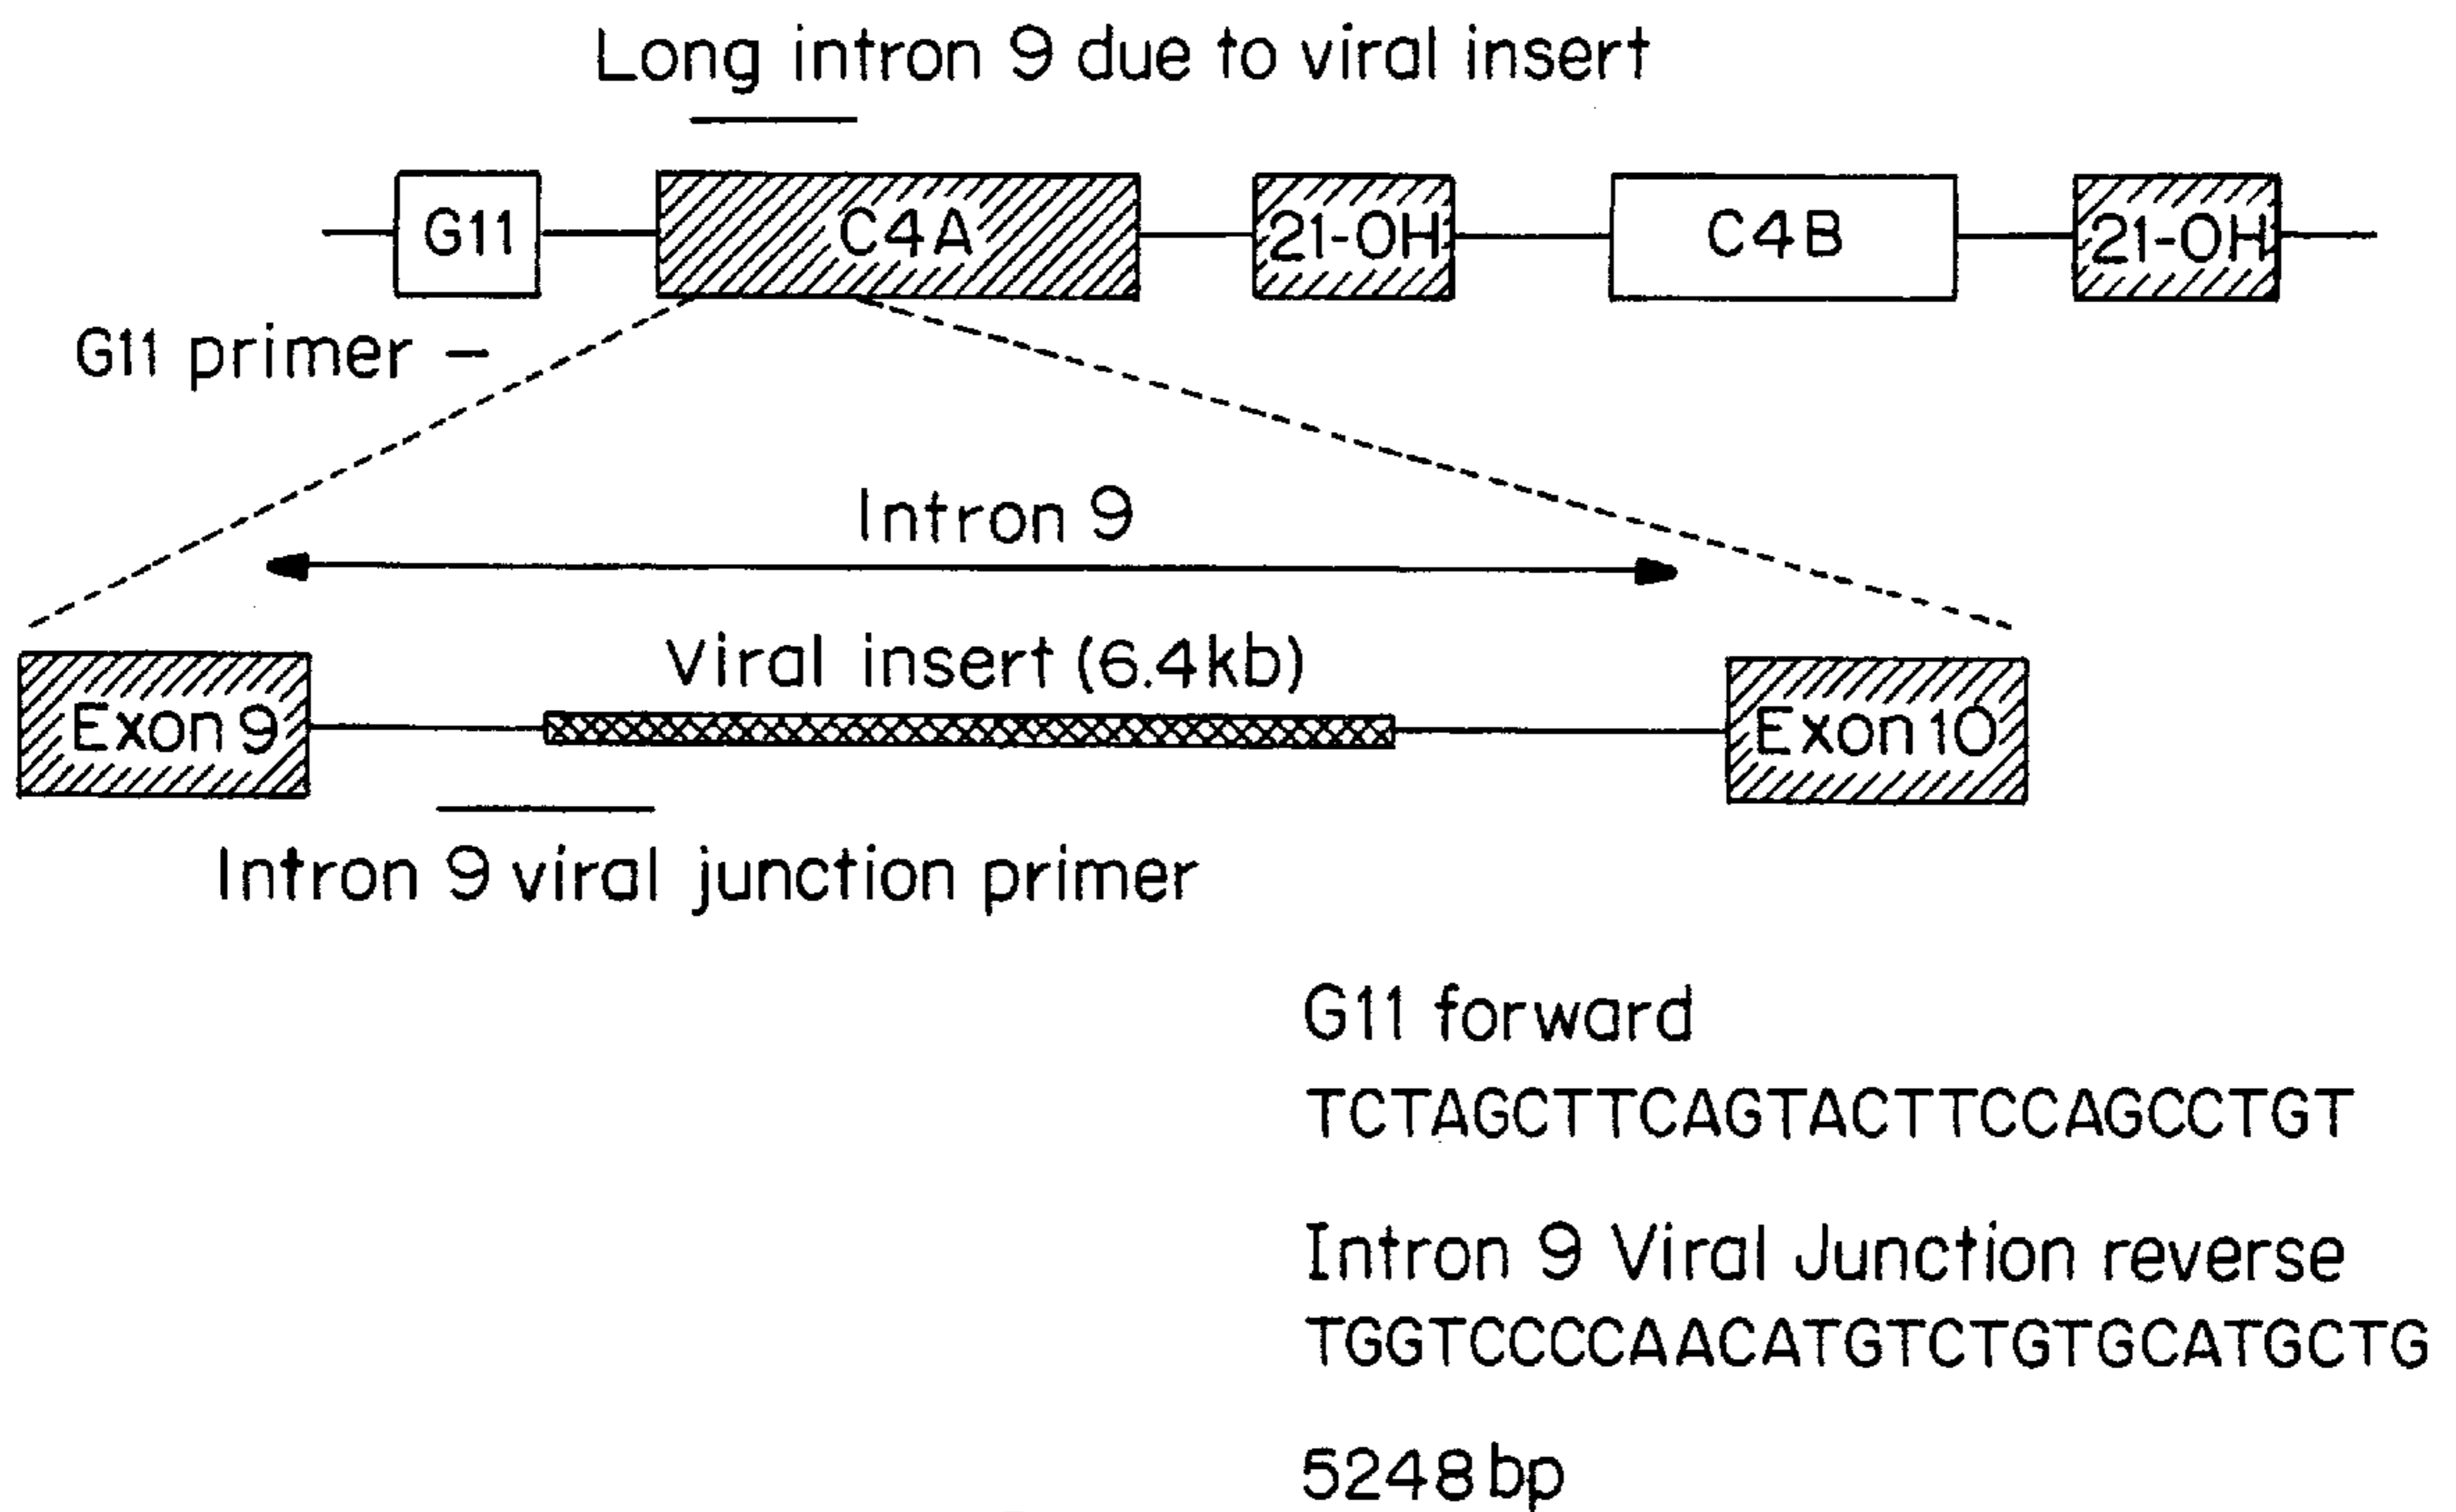 Long intron 9 due to viral insert
G11 C4A 21-OH C4B 21-OH
G11 primer
Intron 9
Viral insert (6.4kb)
Exon 9 Exon 10
Intron 9 viral junction primer
G11 forward
TCTAGCTTCAGTACTTCCAGCCTGT
Intron 9 Viral Junction reverse
TGGTCCCCAACATGTCTGTGCATGCTG
5248bp